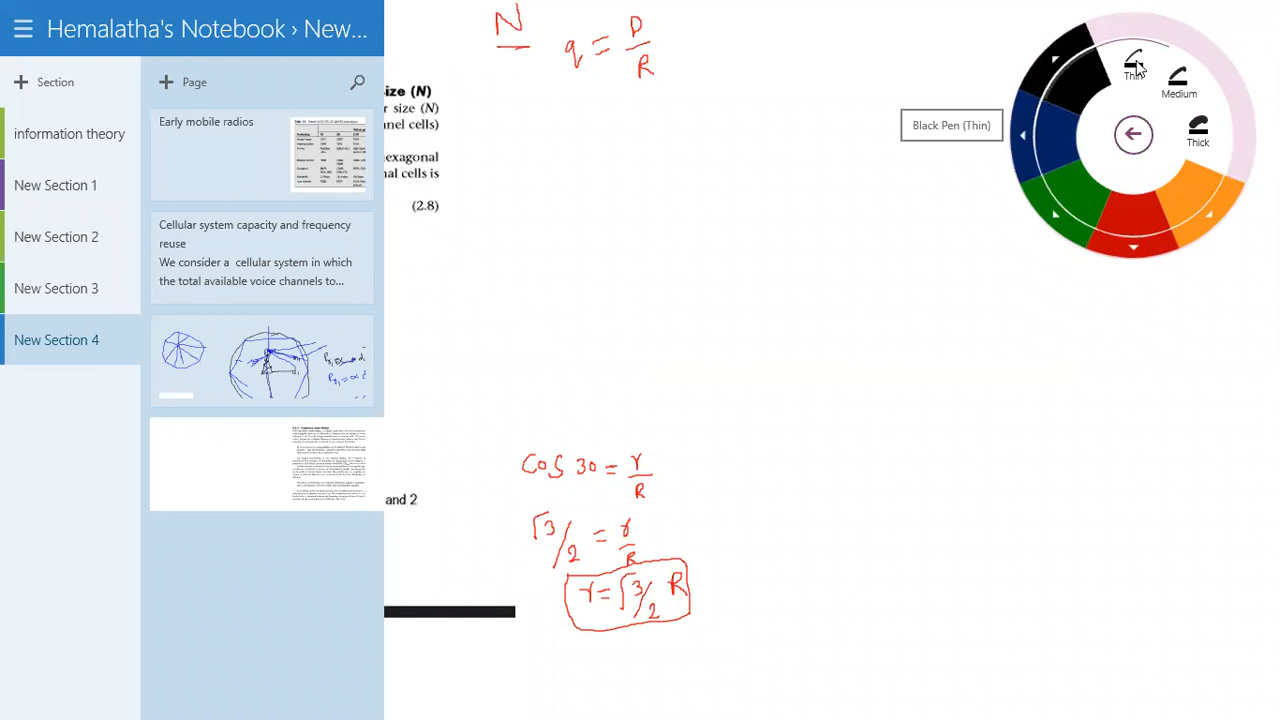 Hemalatha's Notebook › New...
Section
Page
information theory
New Section 1
New Section 2
New Section 3
New Section 4
Early mobile radios
Cellular system capacity and frequency
reuse
We consider a cellular system in which
the total available voice channels to...
N
q = D/R
Size (N)
r size (N)
nel cells)
hexagonal
al cells is
(2.8)
Black Pen (Thin)
Thin
Medium
Thick
cos 30 = r/R
and 2
√3/2 = r/R
r = √3/2 R